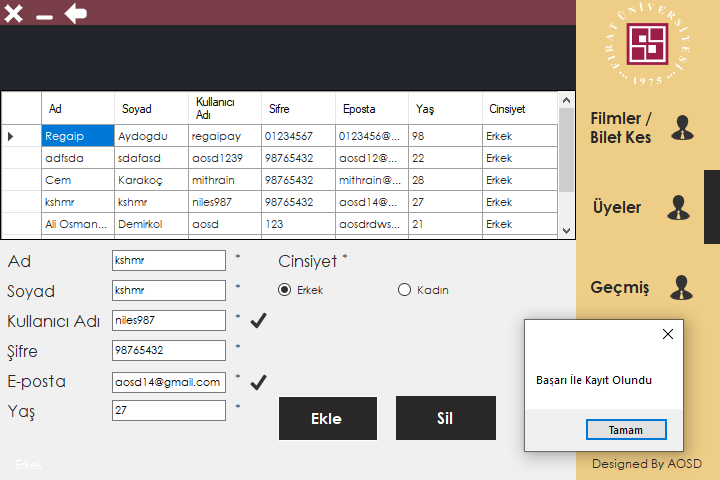 FIRAT ÜNİVERSİTESİ
1975
Ad Soyad Kullanıcı Adı Sifre Eposta Yaş Cinsiyet
Regaip Aydogdu regaipay 01234567 0123456@... 98 Erkek
adfsda sdafasd aosd1239 98765432 aosd12@... 22 Erkek
Cem Karakoç mithrain 98765432 mithrain@... 28 Erkek
kshmr kshmr niles987 98765432 aosd14@... 27 Erkek
Ali Osman... Demirkol aosd 123 aosdrdws... 21 Erkek
Filmler /
Bilet Kes
Üyeler
Geçmiş
Ad kshmr *
Soyad kshmr *
Kullanıcı Adı niles987 *
Şifre 98765432 *
E-posta aosd14@gmail.com *
Yaş 27 *
Cinsiyet *
Erkek Kadın
Ekle Sil
Başarı İle Kayıt Olundu
Tamam
Erkek
Designed By AOSD